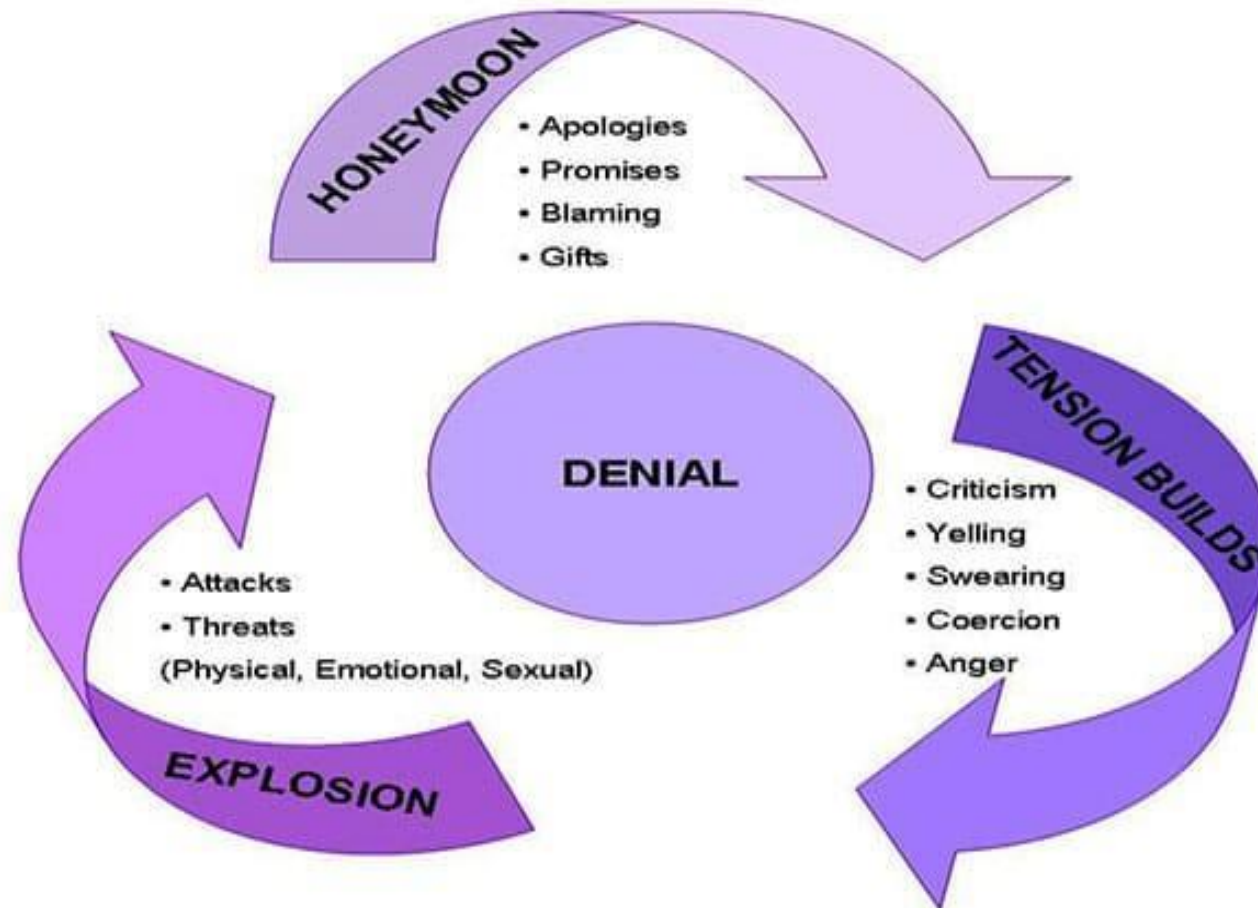 HONEYMOON
• Apologies
• Promises
• Blaming
• Gifts
TENSION BUILDS
• Criticism
• Yelling
• Swearing
• Coercion
• Anger
DENIAL
• Attacks
• Threats
(Physical, Emotional, Sexual)
EXPLOSION